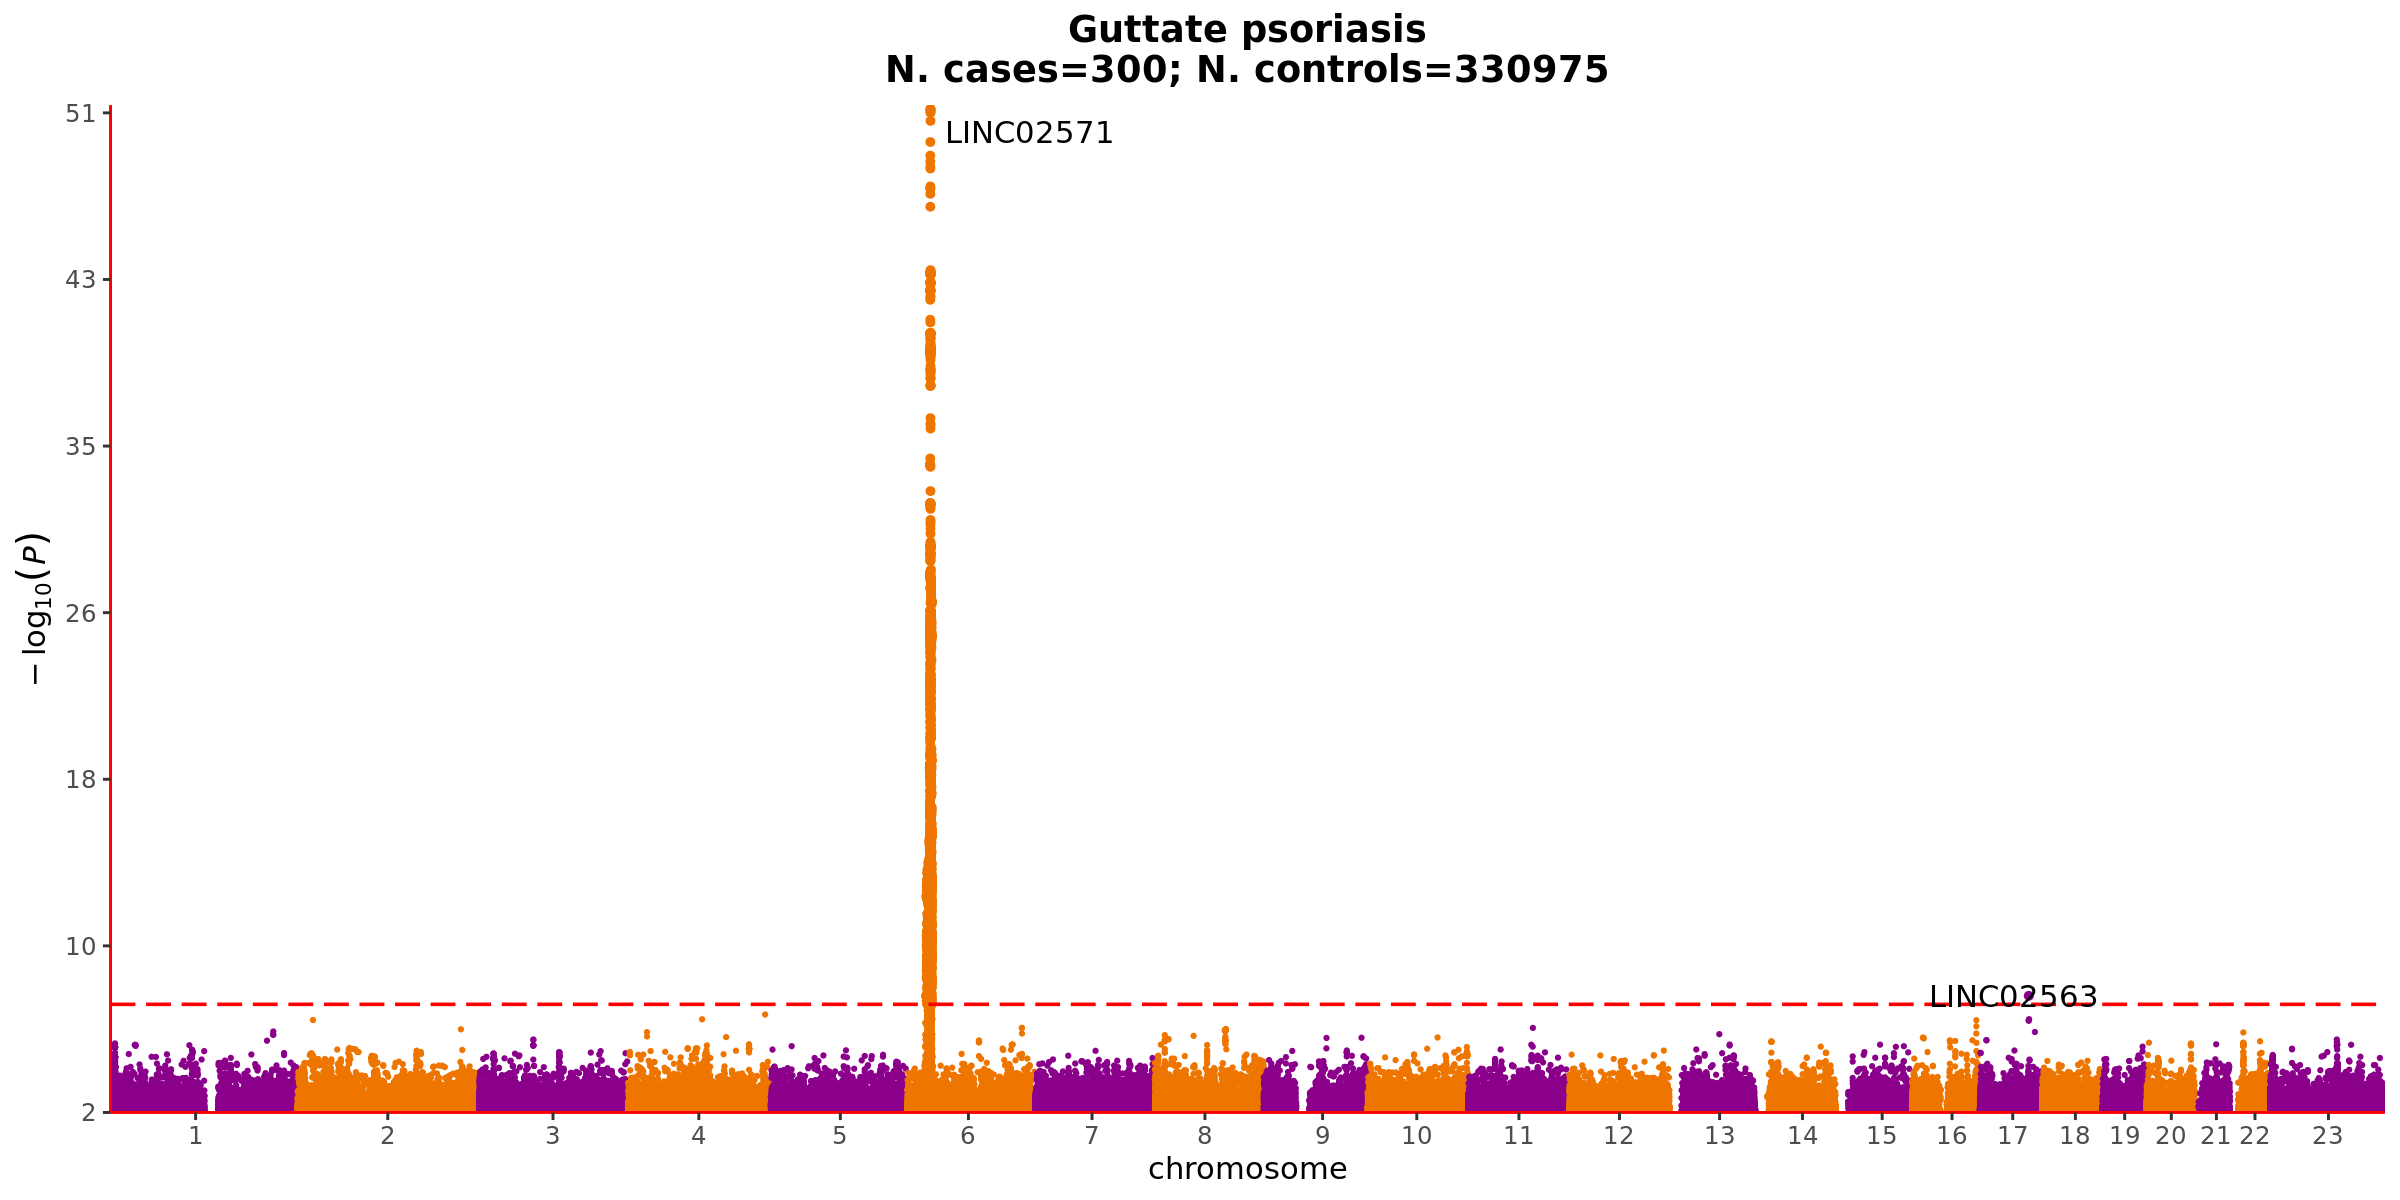 Guttate psoriasis
N. cases=300; N. controls=330975
51
LINC02571
43
35
26
18
10
2
−log10(P)
LINC02563
1 2 3 4 5 6 7 8 9 10 11 12 13 14 15 16 17 18 19 20 21 22 23
chromosome